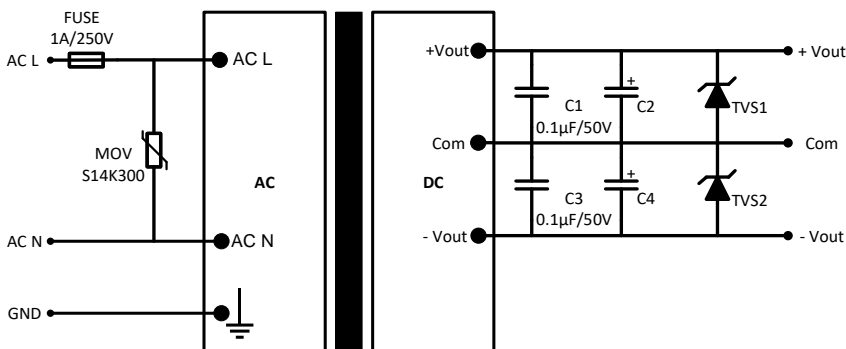 FUSE
1A/250V
AC L
AC L
MOV
S14K300
AC
AC N
AC N
GND
+Vout
+ Vout
C1
C2
TVS1
0.1µF/50V
Com
Com
DC
C3
C4
TVS2
0.1µF/50V
- Vout
- Vout
+
+